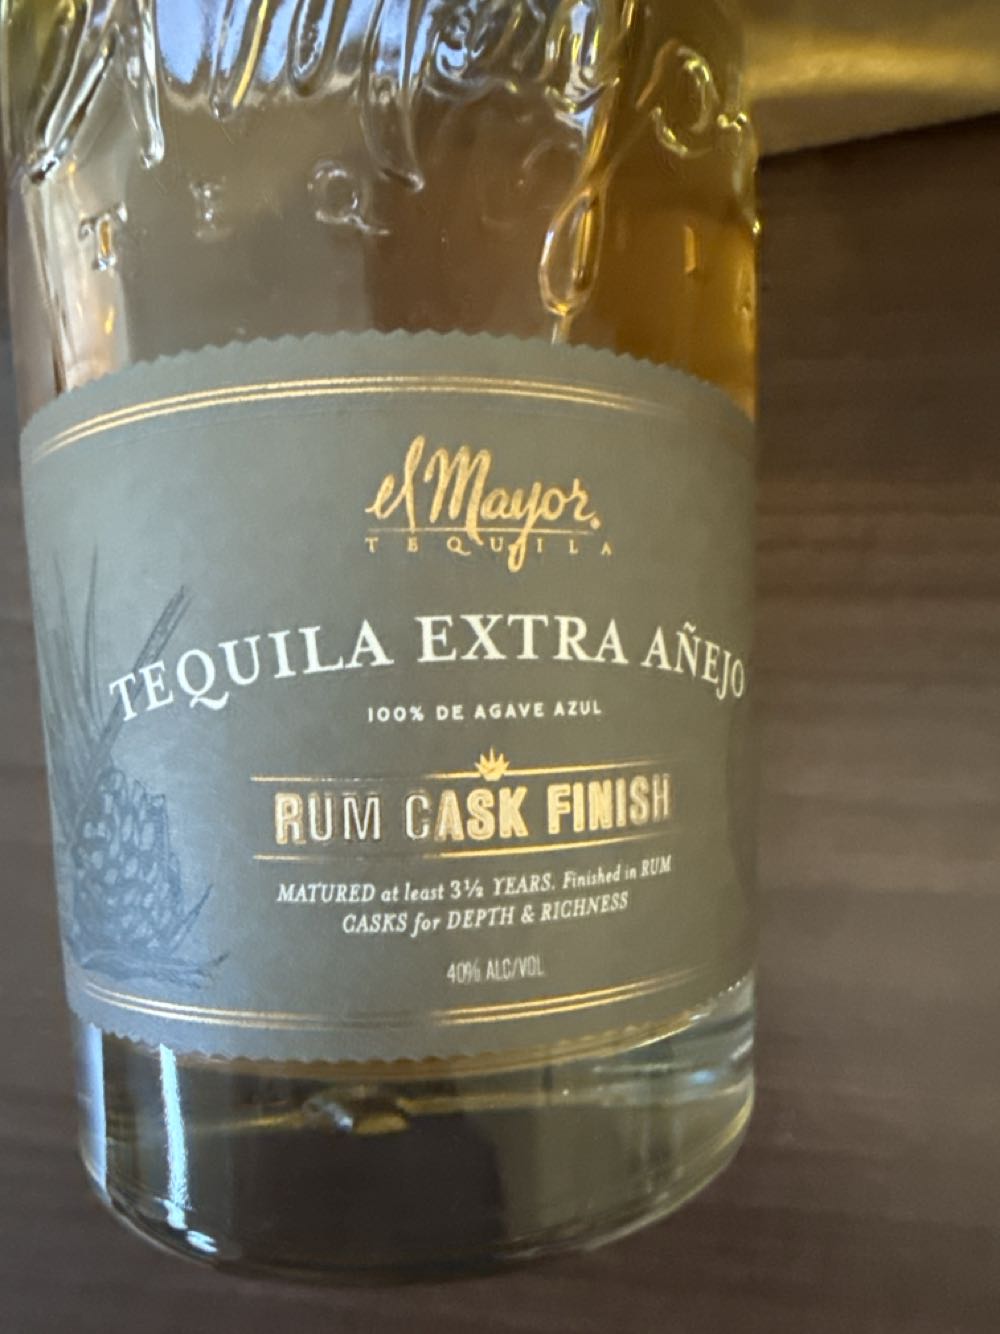 T E Q
el Mayor.
TEQUILA
TEQUILA EXTRA AÑEJO
100% DE AGAVE AZUL
RUM CASK FINISH
MATURED at least 3½ YEARS. Finished in RUM
CASKS for DEPTH & RICHNESS
40% ALC/VOL